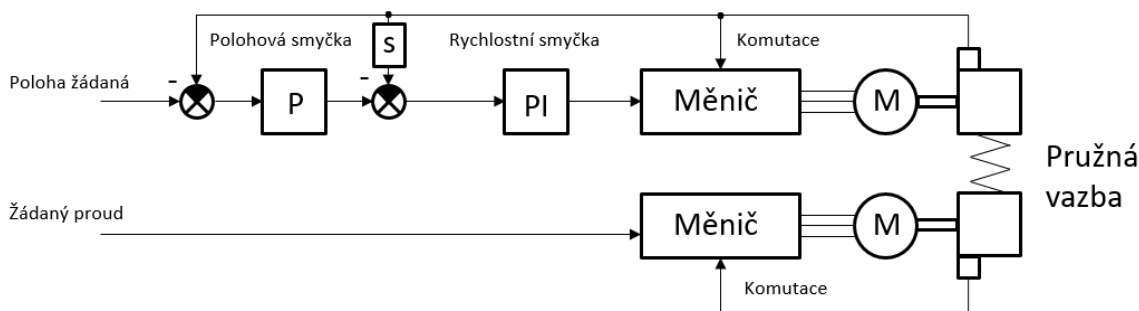 Polohová smyčka
s
Rychlostní smyčka
Komutace
Poloha žádaná
-
-
P
PI
Měnič
M
Pružná
vazba
Žádaný proud
Měnič
M
Komutace